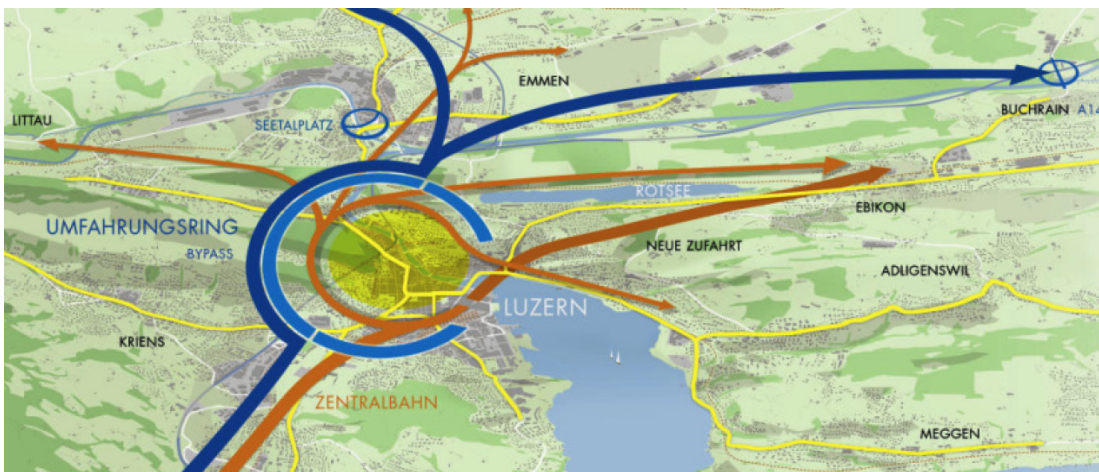 EMMEN
BUCHRAIN A14
LITTAU
SEETALPLATZ
ROTSEE
EBIKON
UMFAHRUNGSRING
BYPASS
NEUE ZUFAHRT
ADLIGENSWIL
LUZERN
KRIENS
ZENTRALBAHN
MEGGEN